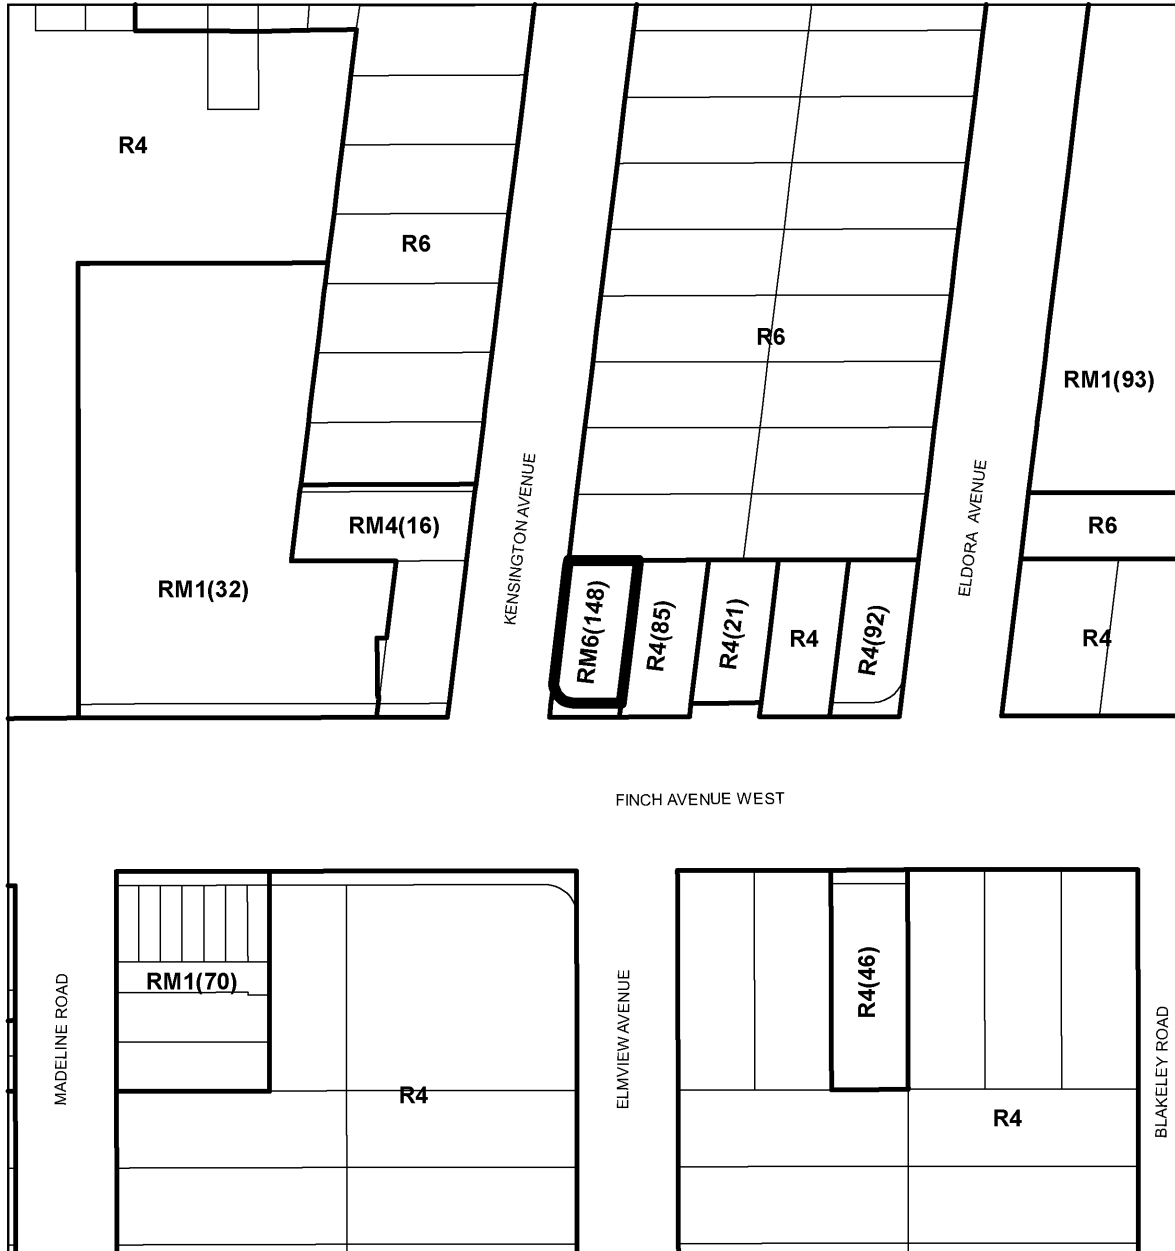 R4
R6
R6
RM1(93)
RM4(16)
R6
KENSINGTON AVENUE
ELDORA AVENUE
RM1(32)
RM6(148)
R4(85)
R4(21)
R4
R4(92)
R4
FINCH AVENUE WEST
RM1(70)
R4(46)
MADELINE ROAD
ELMVIEW AVENUE
BLAKELEY ROAD
R4
R4